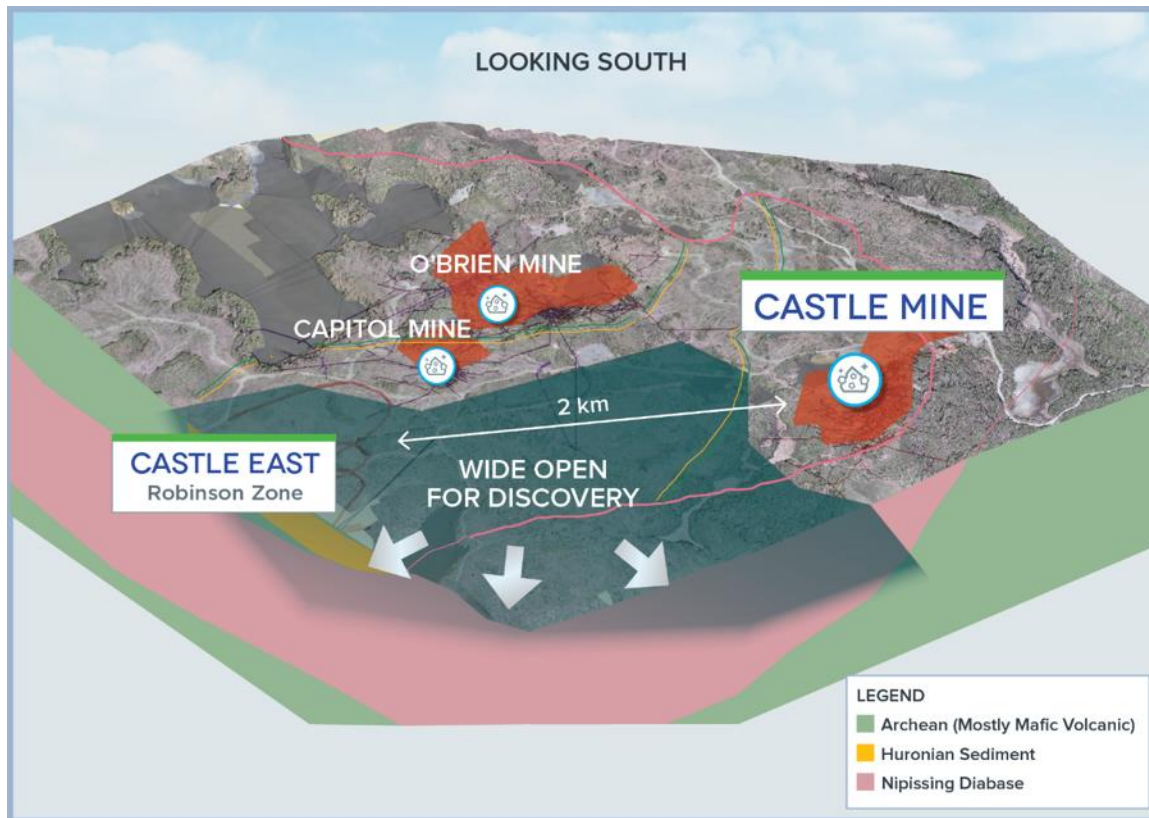 LOOKING SOUTH
O'BRIEN MINE
CAPITOL MINE
CASTLE MINE
2 km
CASTLE EAST
Robinson Zone
WIDE OPEN
FOR DISCOVERY
LEGEND
Archean (Mostly Mafic Volcanic)
Huronian Sediment
Nipissing Diabase